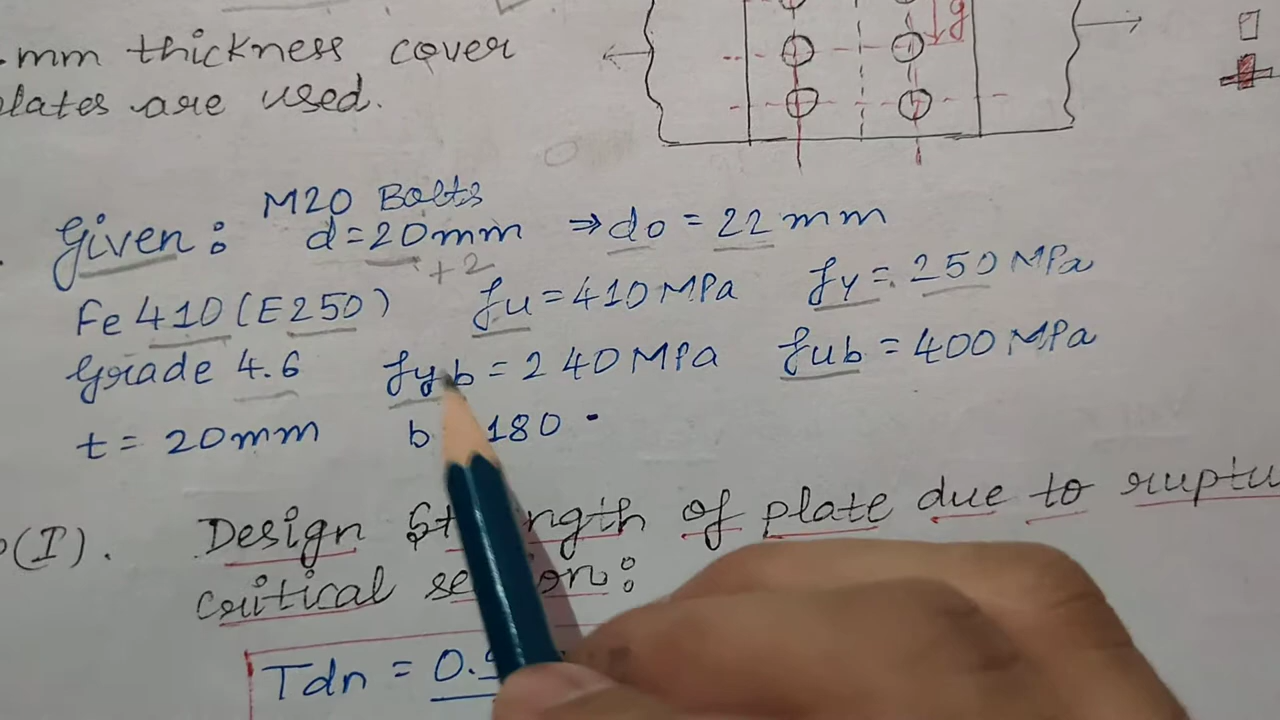 mm thickness cover
plates are used.
g
M20 Bolts
Given: d=20mm ⇒ do = 22 mm
+2
Fe 410 (E250) fu = 410 MPa fy = 250 MPa
Grade 4.6 fyb = 240 MPa fub = 400 MPa
t = 20mm b 180
(I). Design of plate due to
critical
Tdn = 0.